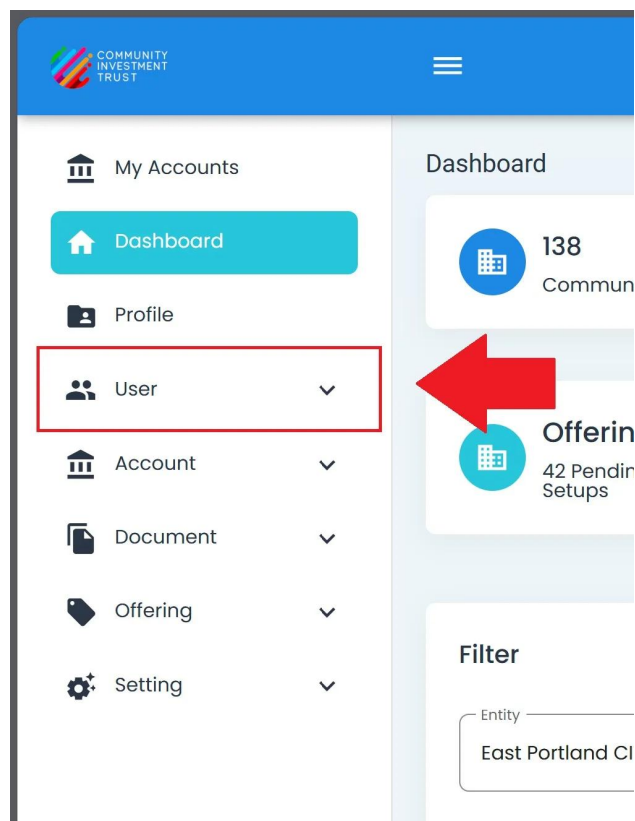 COMMUNITY
INVESTMENT
TRUST
My Accounts
Dashboard
Profile
User
Account
Document
Offering
Setting
Dashboard
138
Commun
Offerin
42 Pendin
Setups
Filter
Entity
East Portland CI